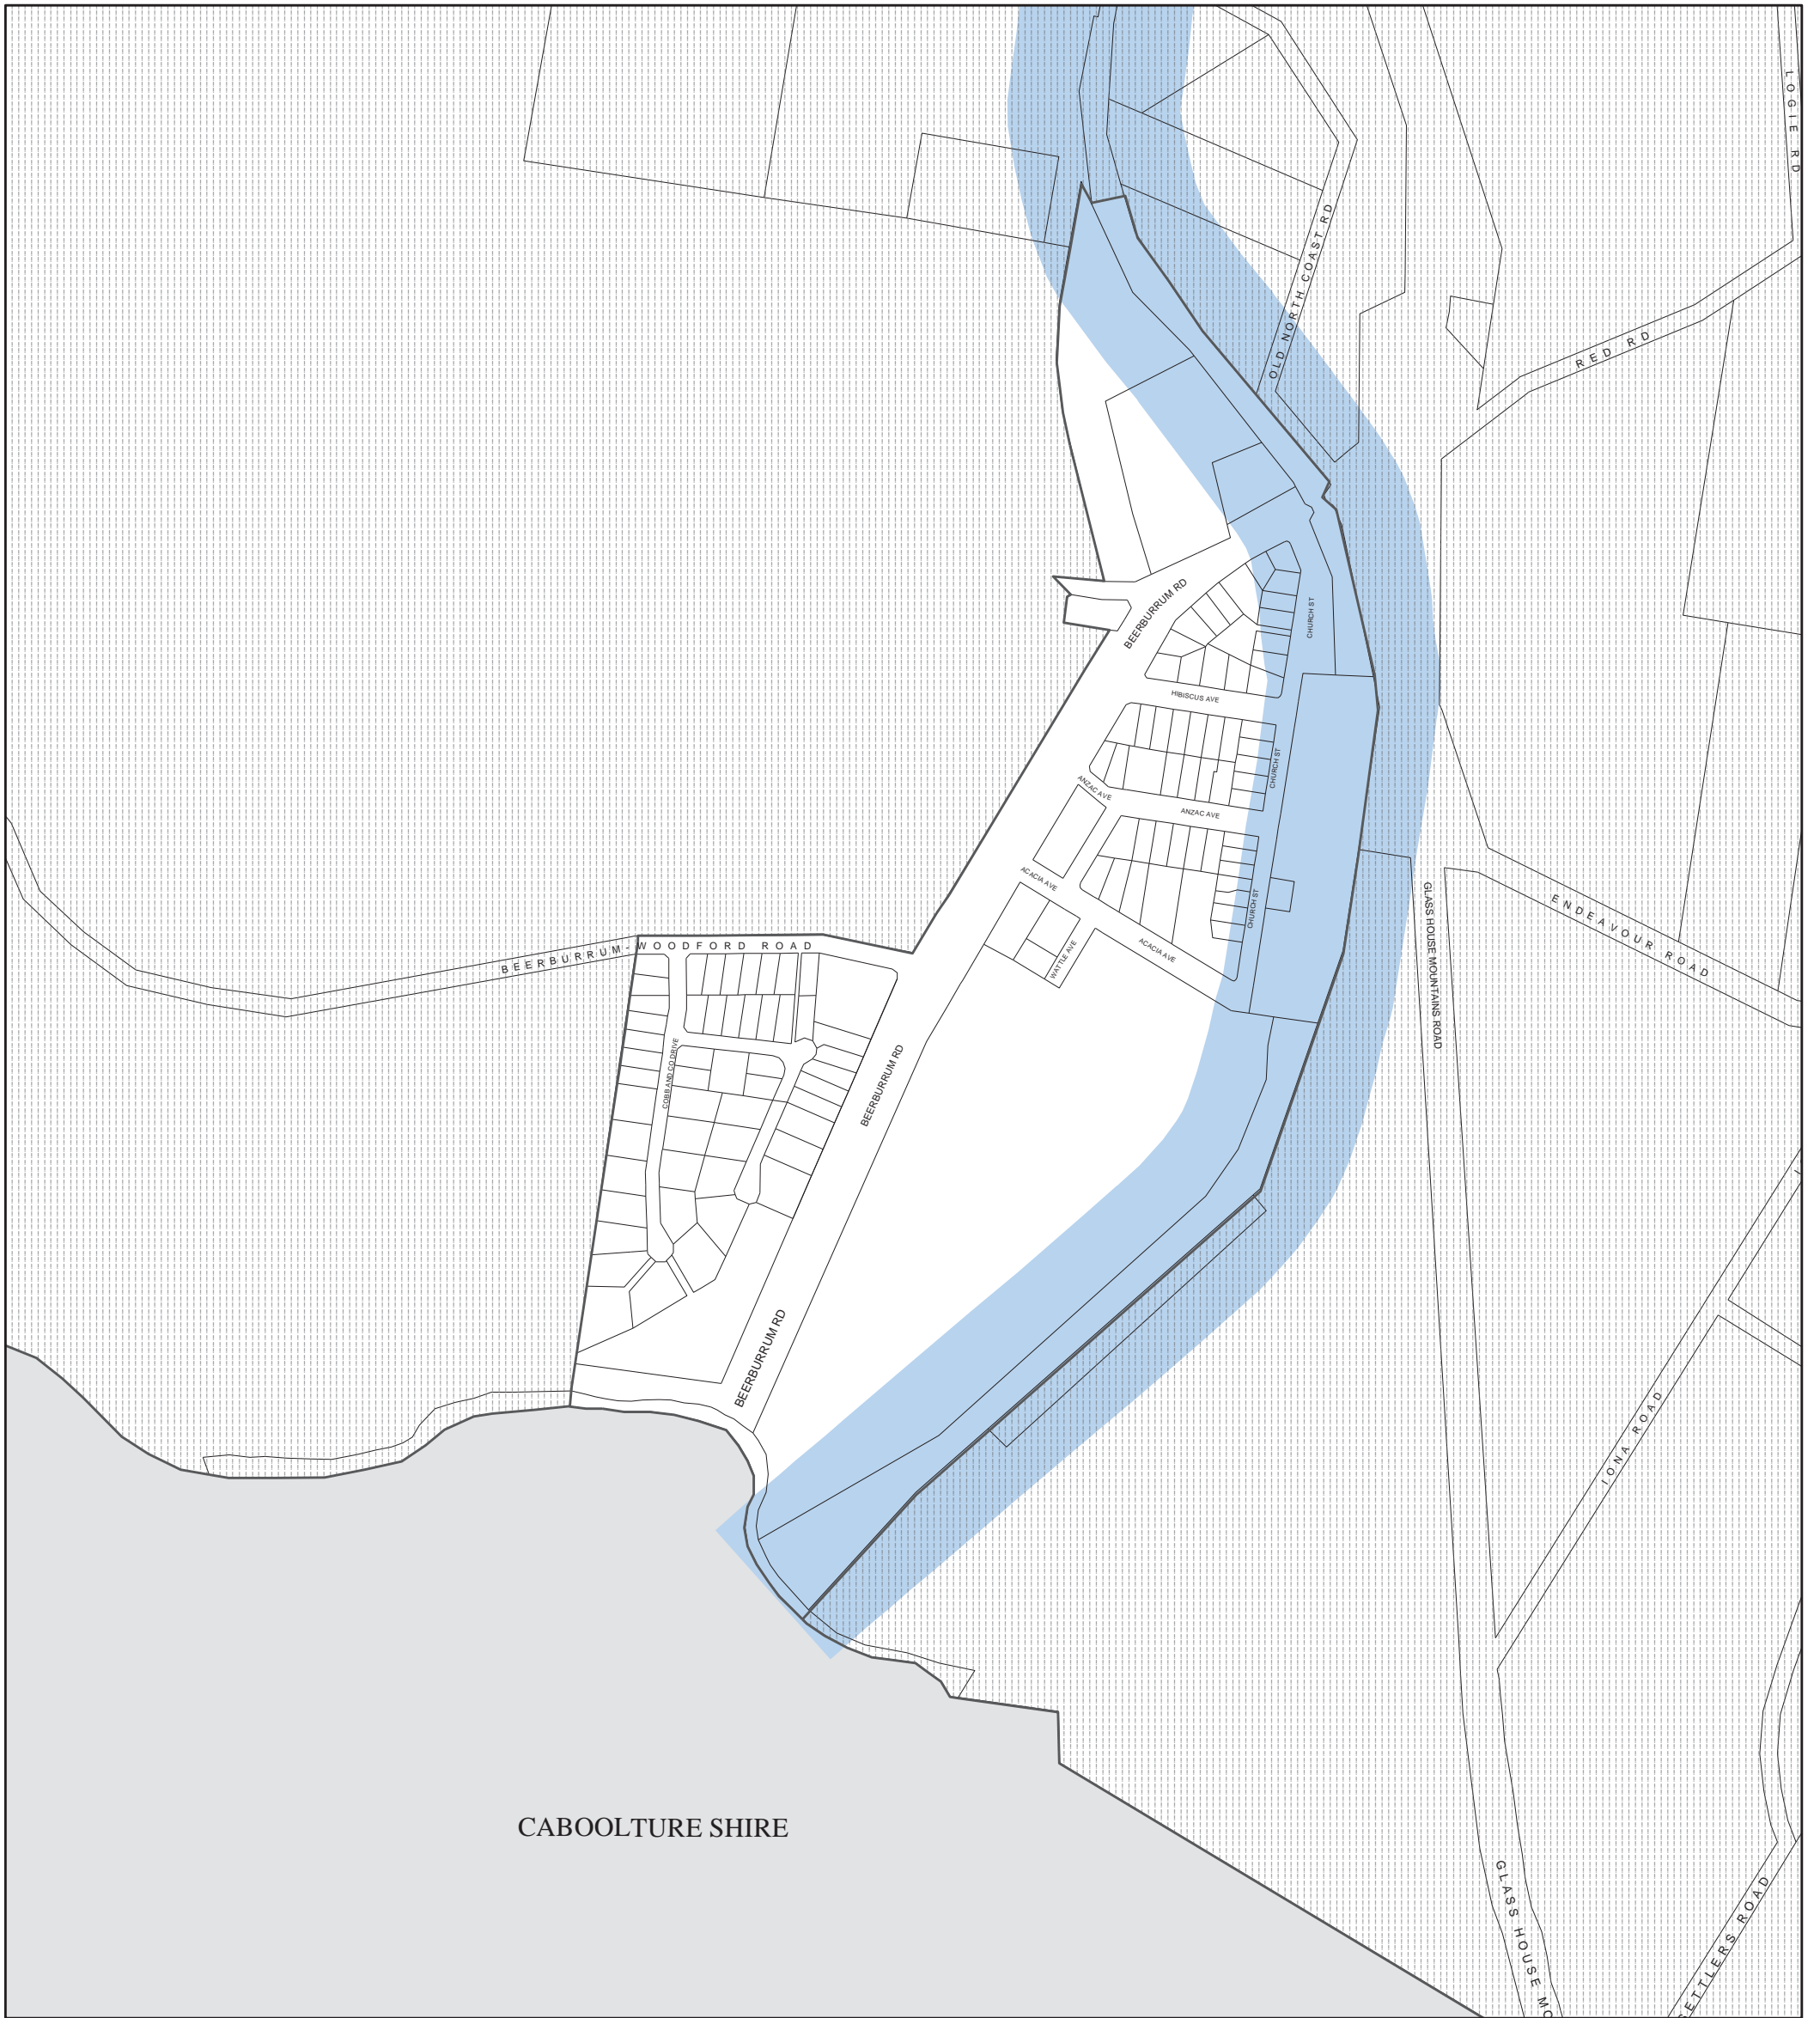 LOGIE RD
OLD NORTH COAST RD
RED RD
BEERBURRUM RD
CHURCH ST
HIBISCUS AVE
CHURCH ST
ANZAC AVE
ANZAC AVE
ACACIA AVE
CHURCH ST
GLASS HOUSE MOUNTAINS ROAD
ENDEAVOUR ROAD
BEERBURRUM-WOODFORD ROAD
WATTLE AVE
ACACIA AVE
COBB AND CO DRIVE
BEERBURRUM RD
BEERBURRUM RD
IONA ROAD
CABOOLTURE SHIRE
GLASS HOUSE MO
SETTLERS ROAD